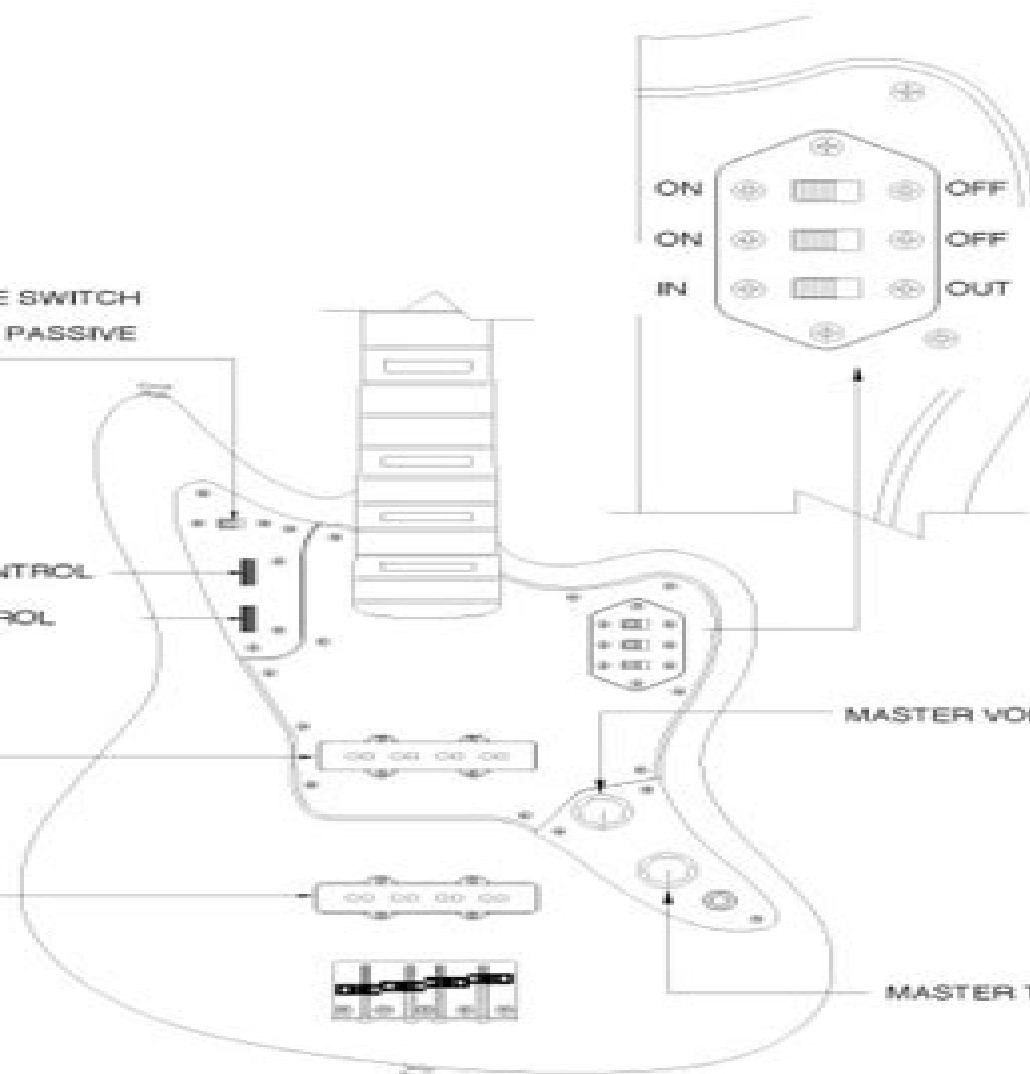 ON OFF
ON OFF
IN OUT
E SWITCH
PASSIVE
NTROL
ROL
MASTER VO
MASTER T